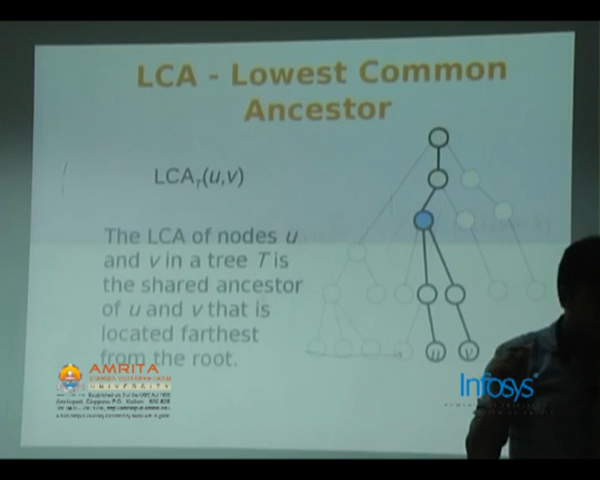 LCA - Lowest Common
Ancestor
LCA_T(u,v)
The LCA of nodes u
and v in a tree T is
the shared ancestor
of u and v that is
located farthest
from the root.
u v
AMRITA
UNIVERSITY
Infosys